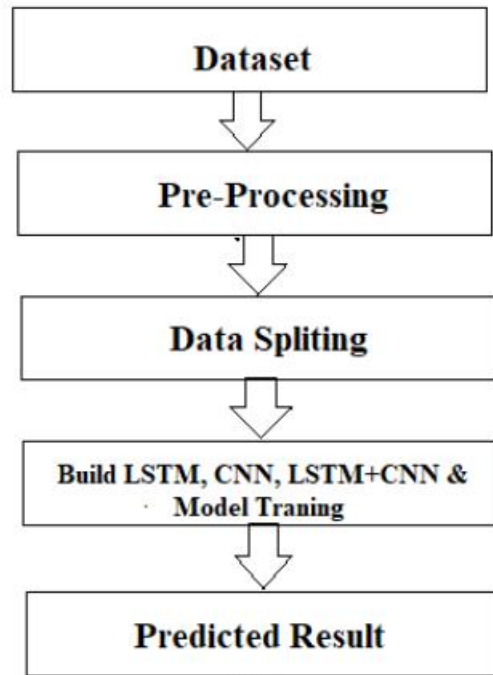 Dataset
Pre-Processing
Data Spliting
Build LSTM, CNN, LSTM+CNN &
Model Traning
Predicted Result